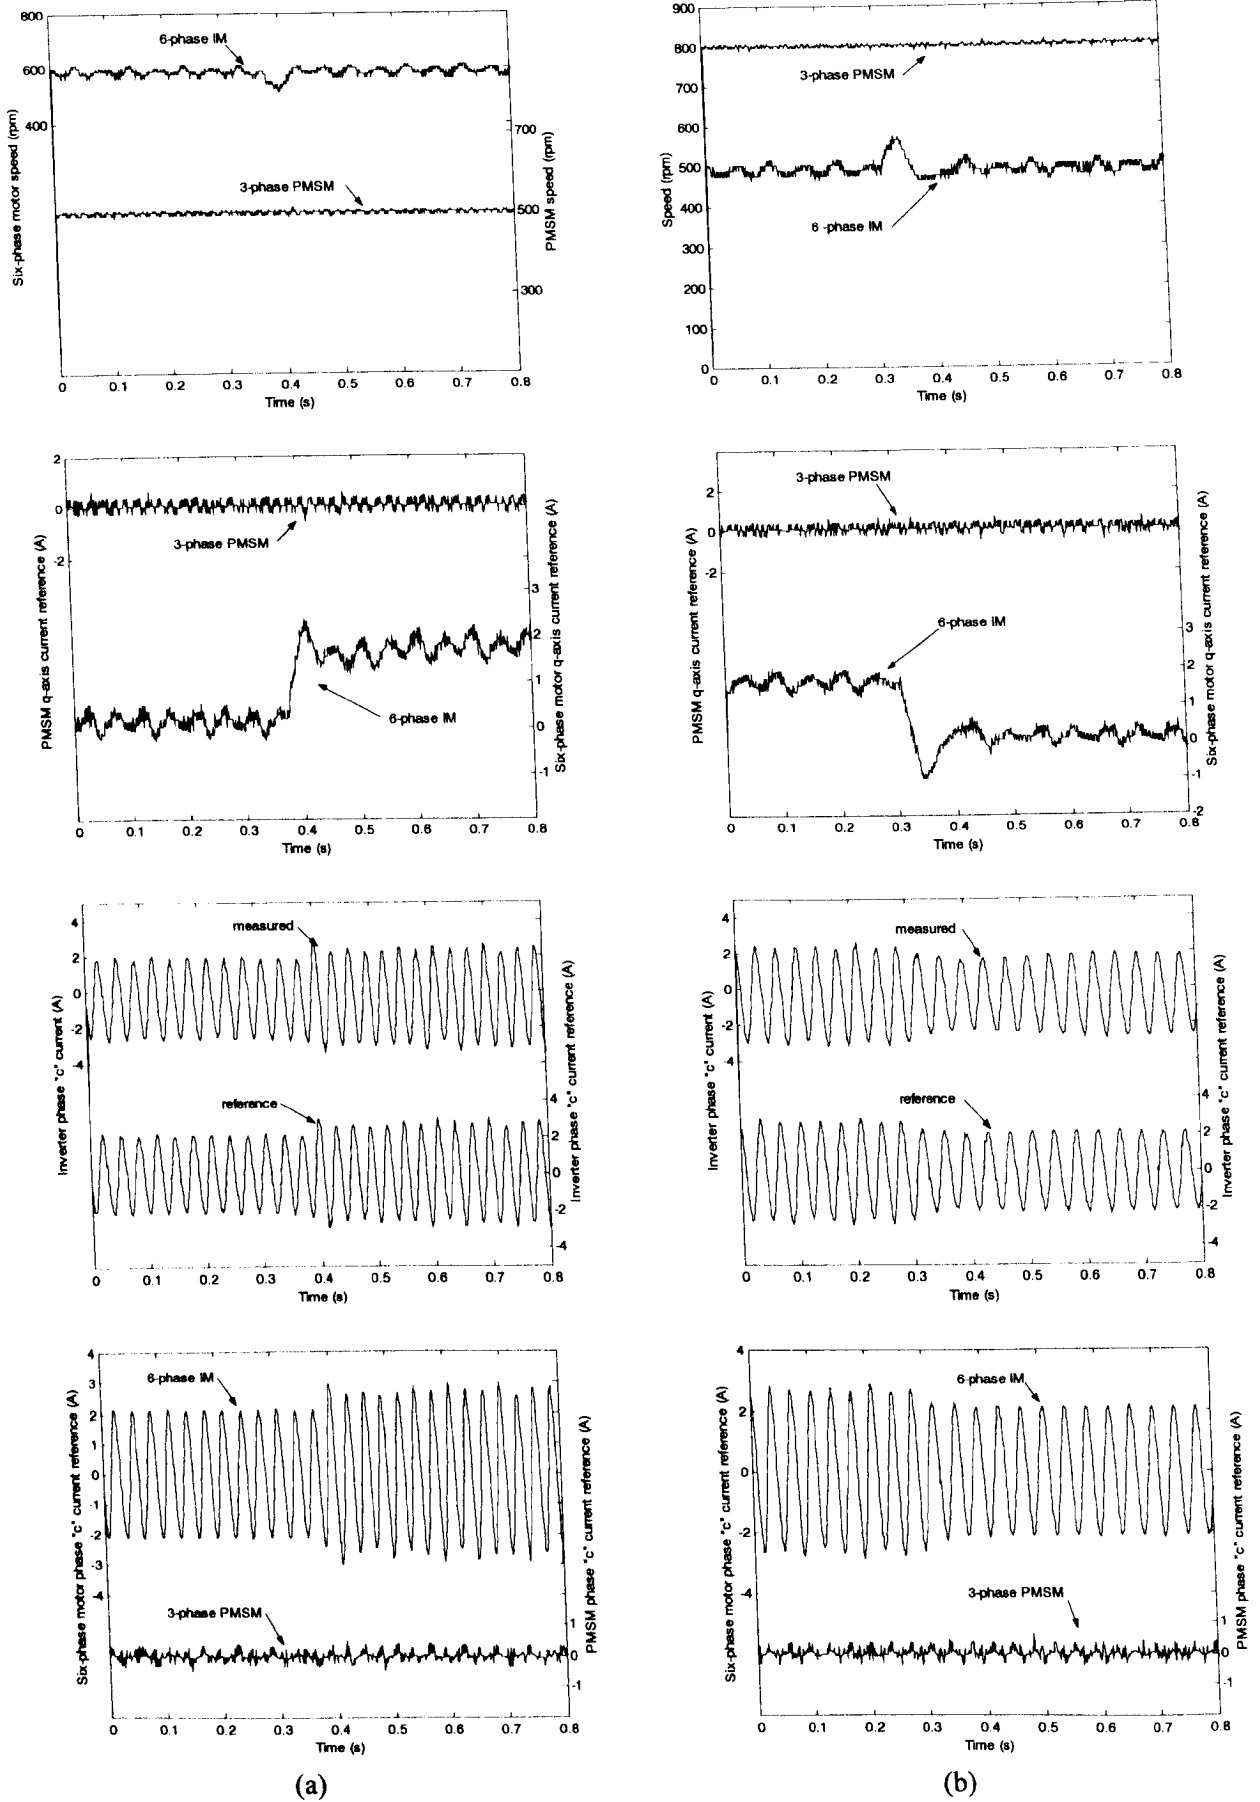 800
600
400
6-phase IM
3-phase PMSM
700
500
300
Six-phase motor speed (rpm)
PMSM speed (rpm)
0 0.1 0.2 0.3 0.4 0.5 0.6 0.7 0.8
Time (s)
900
800
700
600
500
400
300
200
100
0
3-phase PMSM
6 -phase IM
Speed (rpm)
0 0.1 0.2 0.3 0.4 0.5 0.6 0.7 0.8
Time (s)
2
0
-2
3-phase PMSM
6-phase IM
3
2
1
0
-1
PMSM q-axis current reference (A)
Six-phase motor q-axis current reference (A)
0 0.1 0.2 0.3 0.4 0.5 0.6 0.7 0.8
Time (s)
2
0
-2
3-phase PMSM
6-phase IM
3
2
1
0
-1
-2
PMSM q-axis current reference (A)
Six-phase motor q-axis current reference (A)
0 0.1 0.2 0.3 0.4 0.5 0.6 0.7 0.8
Time (s)
4
2
0
-2
-4
measured
reference
4
2
0
-2
-4
Inverter phase "c" current (A)
Inverter phase "c" current reference (A)
0 0.1 0.2 0.3 0.4 0.5 0.6 0.7 0.8
Time (s)
4
2
0
-2
-4
measured
reference
4
2
0
-2
-4
Inverter phase "c" current (A)
Inverter phase "c" current reference (A)
0 0.1 0.2 0.3 0.4 0.5 0.6 0.7 0.8
Time (s)
4
3
2
1
0
-1
-2
-3
-4
6-phase IM
3-phase PMSM
1
0
-1
Six-phase motor phase "c" current reference (A)
PMSM phase "c" current reference (A)
0 0.1 0.2 0.3 0.4 0.5 0.6 0.7 0.8
Time (s)
4
2
0
-2
-4
6-phase IM
3-phase PMSM
1
0
-1
Six-phase motor phase "c" current reference (A)
PMSM phase "c" current reference (A)
0 0.1 0.2 0.3 0.4 0.5 0.6 0.7 0.8
Time (s)
(a)
(b)